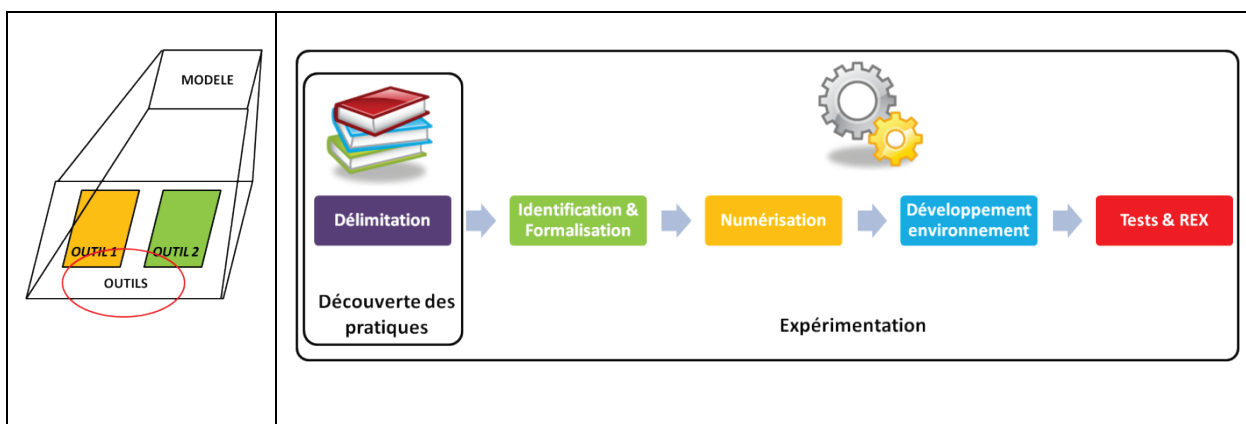 MODELE
OUTIL 1
OUTIL 2
OUTILS
Délimitation
Identification &
Formalisation
Numérisation
Développement
environnement
Tests & REX
Découverte des
pratiques
Expérimentation